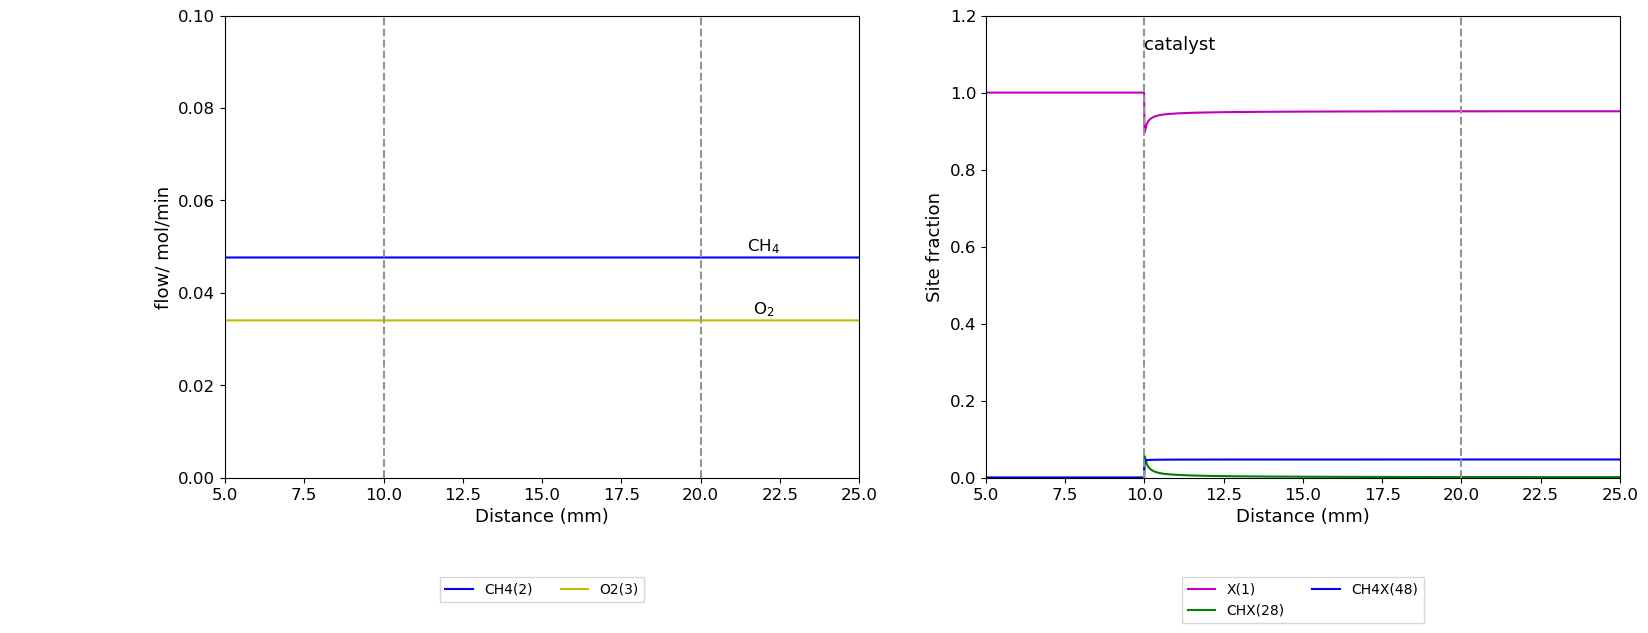 0.10
0.08
0.06
0.04
0.02
0.00
flow/ mol/min
CH₄
O₂
5.0 7.5 10.0 12.5 15.0 17.5 20.0 22.5 25.0
Distance (mm)
CH4(2) O2(3)
1.2
1.0
0.8
0.6
0.4
0.2
0.0
Site fraction
catalyst
5.0 7.5 10.0 12.5 15.0 17.5 20.0 22.5 25.0
Distance (mm)
X(1) CH4X(48)
CHX(28)